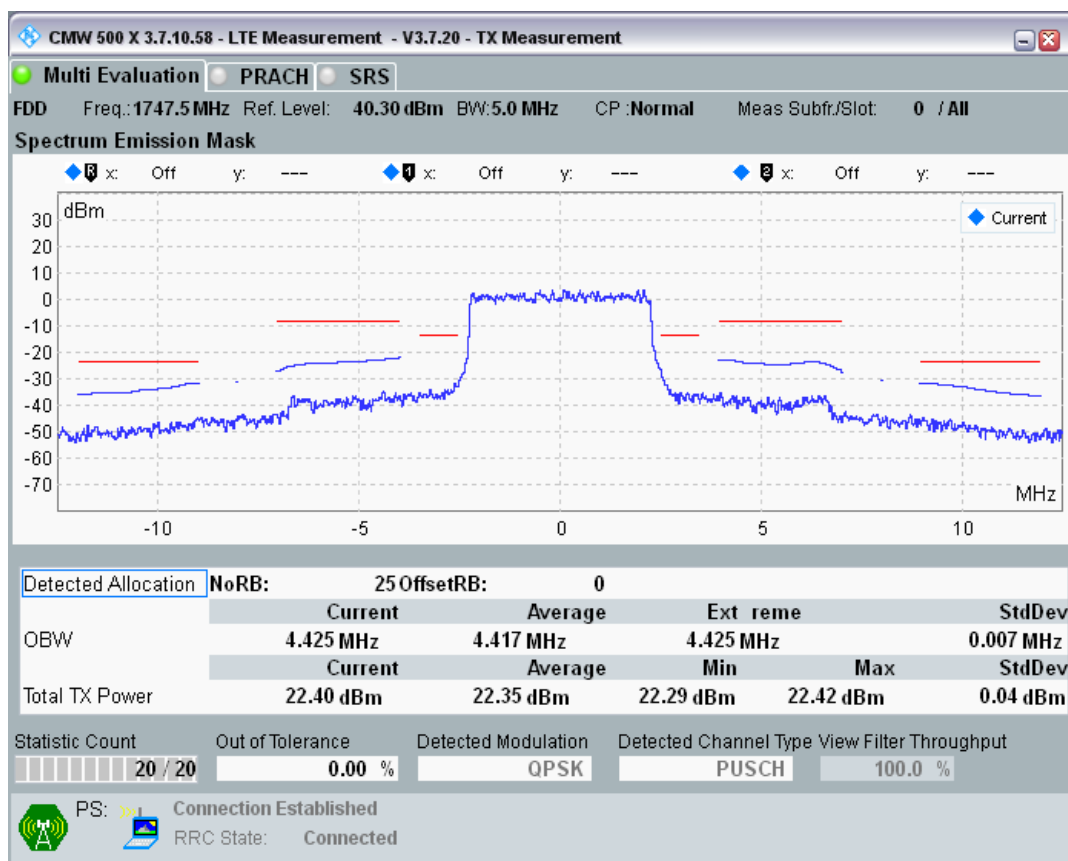 CMW 500 X 3.7.10.58 - LTE Measurement - V3.7.20 - TX Measurement
Multi Evaluation PRACH SRS
FDD Freq.: 1747.5 MHz Ref. Level: 40.30 dBm BW: 5.0 MHz CP : Normal Meas Subfr./Slot: 0 / All
Spectrum Emission Mask
R x: Off y: --- 1 x: Off y: --- 2 x: Off y: ---
dBm
Current
30
20
10
0
-10
-20
-30
-40
-50
-60
-70
MHz
-10 -5 0 5 10
Detected Allocation NoRB: 25 OffsetRB: 0
Current Average Ext reme StdDev
OBW 4.425 MHz 4.417 MHz 4.425 MHz 0.007 MHz
Current Average Min Max StdDev
Total TX Power 22.40 dBm 22.35 dBm 22.29 dBm 22.42 dBm 0.04 dBm
Statistic Count Out of Tolerance Detected Modulation Detected Channel Type View Filter Throughput
20 / 20 0.00 % QPSK PUSCH 100.0 %
PS: Connection Established
RRC State: Connected